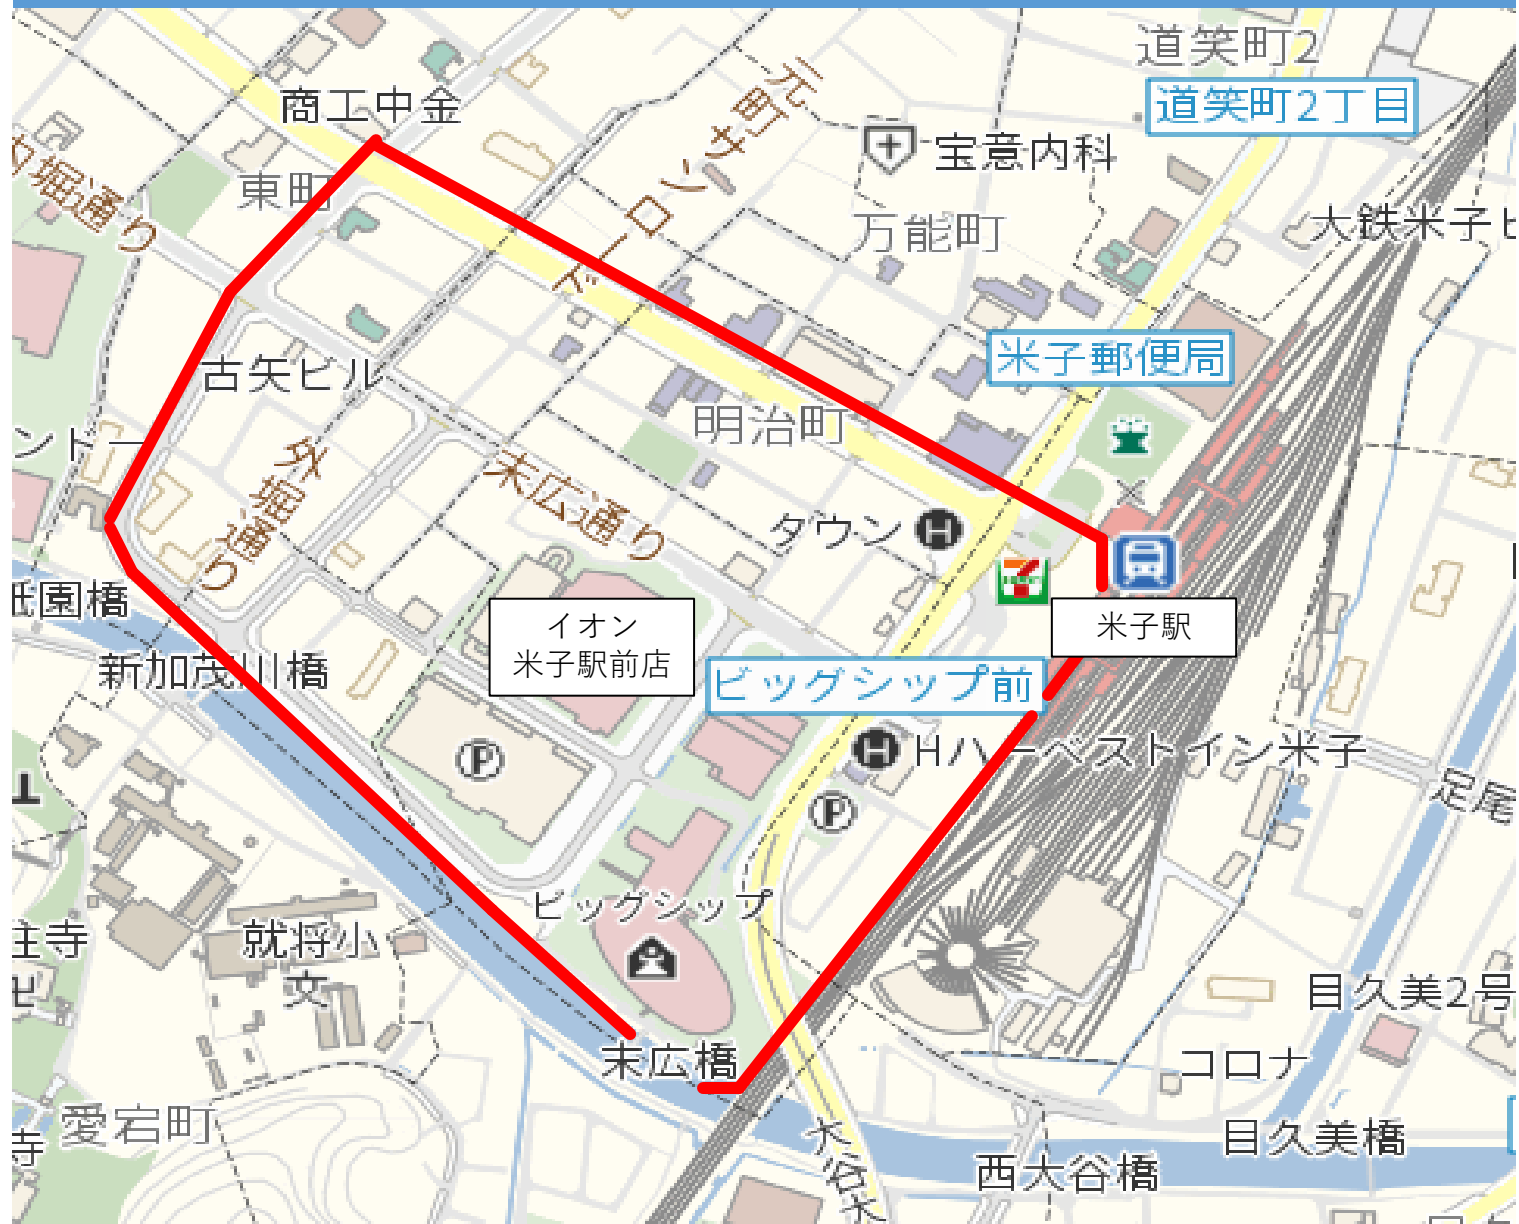 道笑町2
道笑町2丁目
商工中金
元町サンロード
宝意内科
内堀通り
東町
万能町
大鉄米子ビ
米子郵便局
古矢ビル
明治町
ントー
外堀通り
末広通り
タウン
H
祇園橋
イオン
米子駅前店
米子駅
新加茂川橋
ビッグシップ前
H
Hハーベストイン米子
P
P
足尾
ビッグシップ
住寺
就将小
文
卍
目久美2号
末広橋
コロナ
愛宕町
寺
目久美橋
西大谷橋
大谷